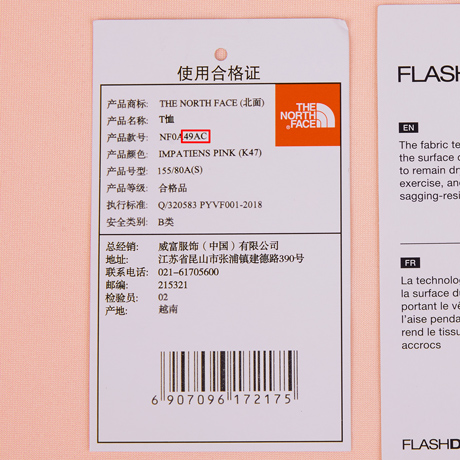 使用合格证
产品商标: THE NORTH FACE (北面)
产品名称: T恤
产品款号: NF0A49AC
产品颜色: IMPATIENS PINK (K47)
产品号型: 155/80A(S)
产品等级: 合格品
执行标准: Q/320583 PYVF001-2018
安全类别: B类
THE
NORTH
FACE
总经销: 威富服饰（中国）有限公司
地址: 江苏省昆山市张浦镇建德路390号
联系电话: 021-61705600
邮编: 215321
检验员: 02
产地: 越南
6 907096 172175
FLASH
EN
The fabric te
the surface o
to remain dr
exercise, an
sagging-resi
FR
La technolog
la surface du
portant le vê
l'aise penda
rend le tissu
accrocs
FLASHD